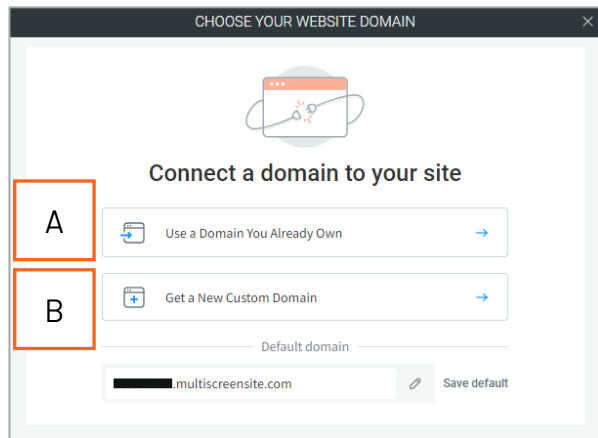 CHOOSE YOUR WEBSITE DOMAIN
Connect a domain to your site
A
Use a Domain You Already Own
B
Get a New Custom Domain
Default domain
.multiscreensite.com
Save default